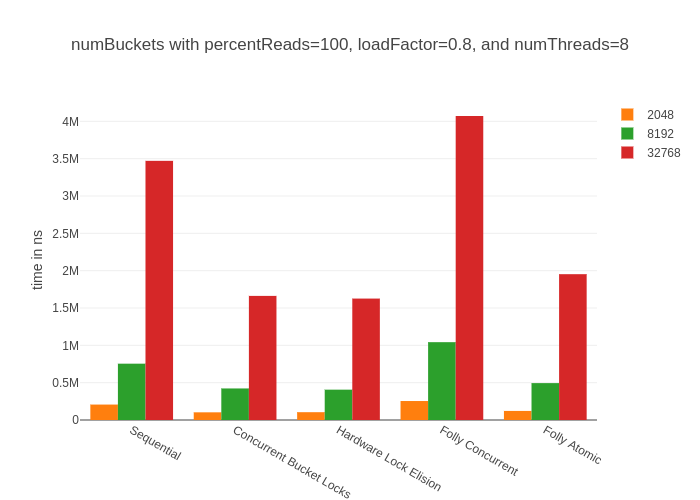 numBuckets with percentReads=100, loadFactor=0.8, and numThreads=8
2048
8192
32768
time in ns
4M
3.5M
3M
2.5M
2M
1.5M
1M
0.5M
0
Sequential
Concurrent Bucket Locks
Hardware Lock Elision
Folly Concurrent
Folly Atomic